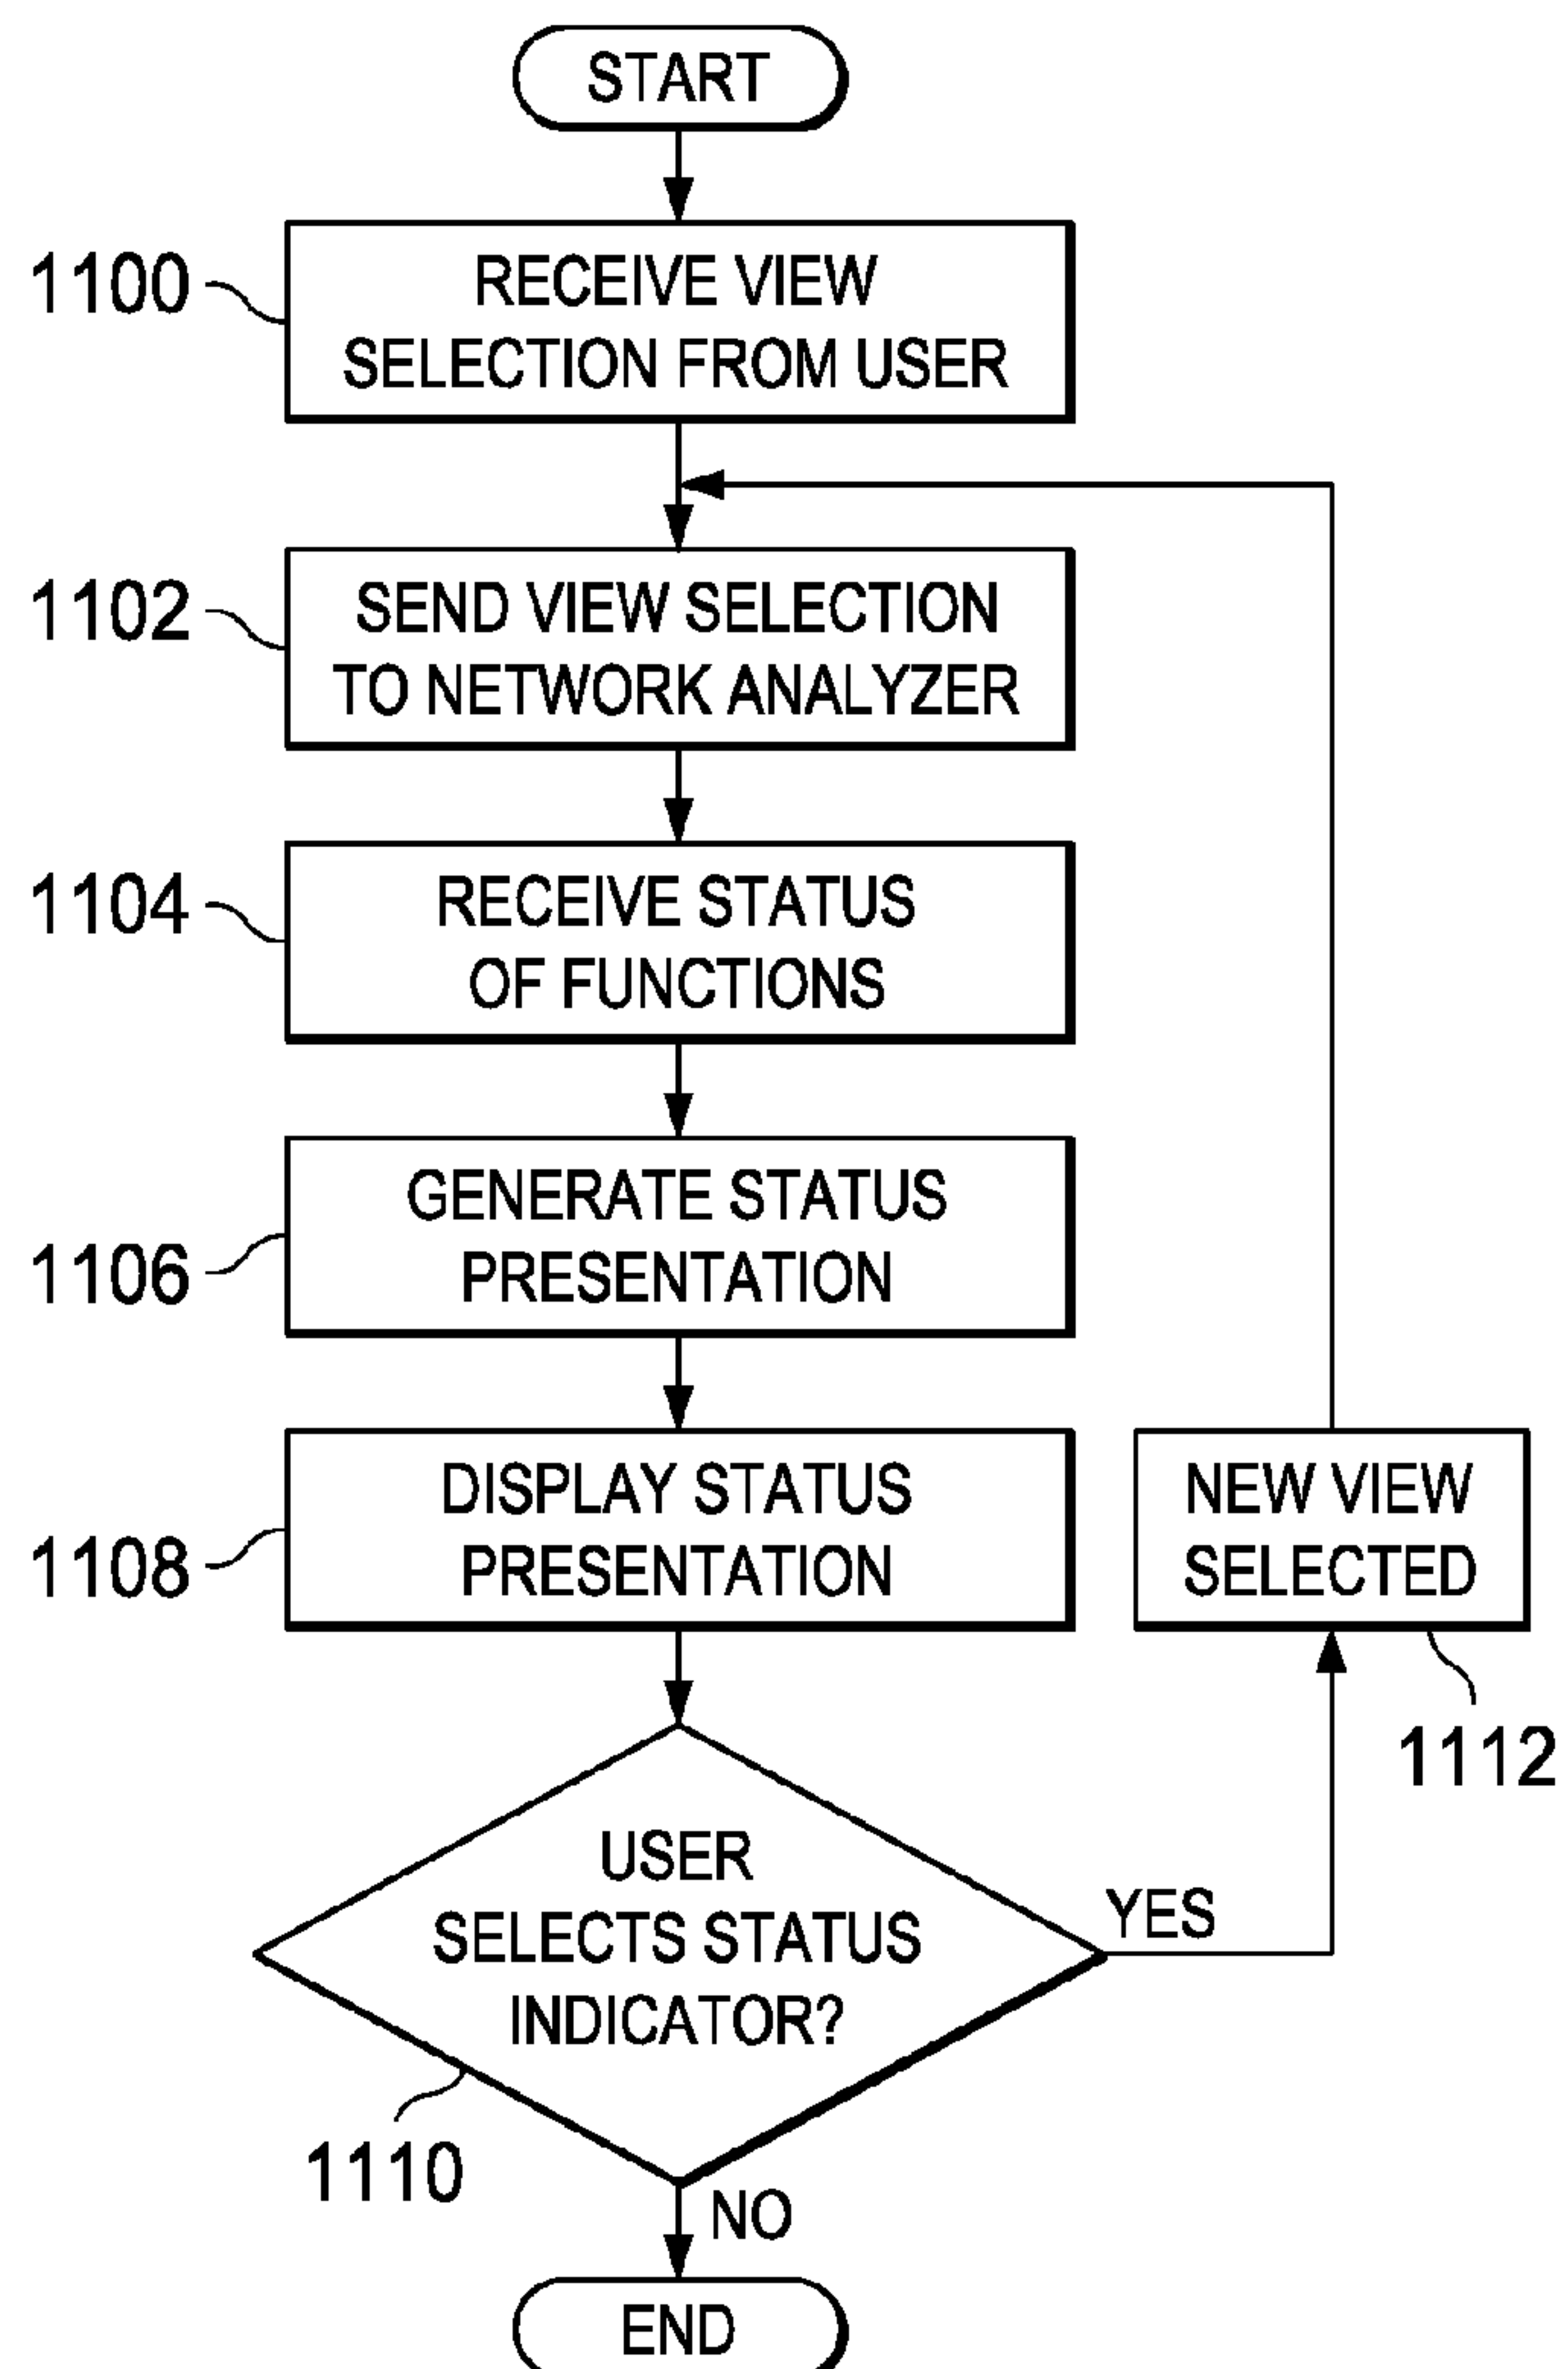 START
1100
RECEIVE VIEW
SELECTION FROM USER
1102
SEND VIEW SELECTION
TO NETWORK ANALYZER
1104
RECEIVE STATUS
OF FUNCTIONS
1106
GENERATE STATUS
PRESENTATION
1108
DISPLAY STATUS
PRESENTATION
NEW VIEW
SELECTED
1112
USER
SELECTS STATUS
INDICATOR?
YES
1110
NO
END